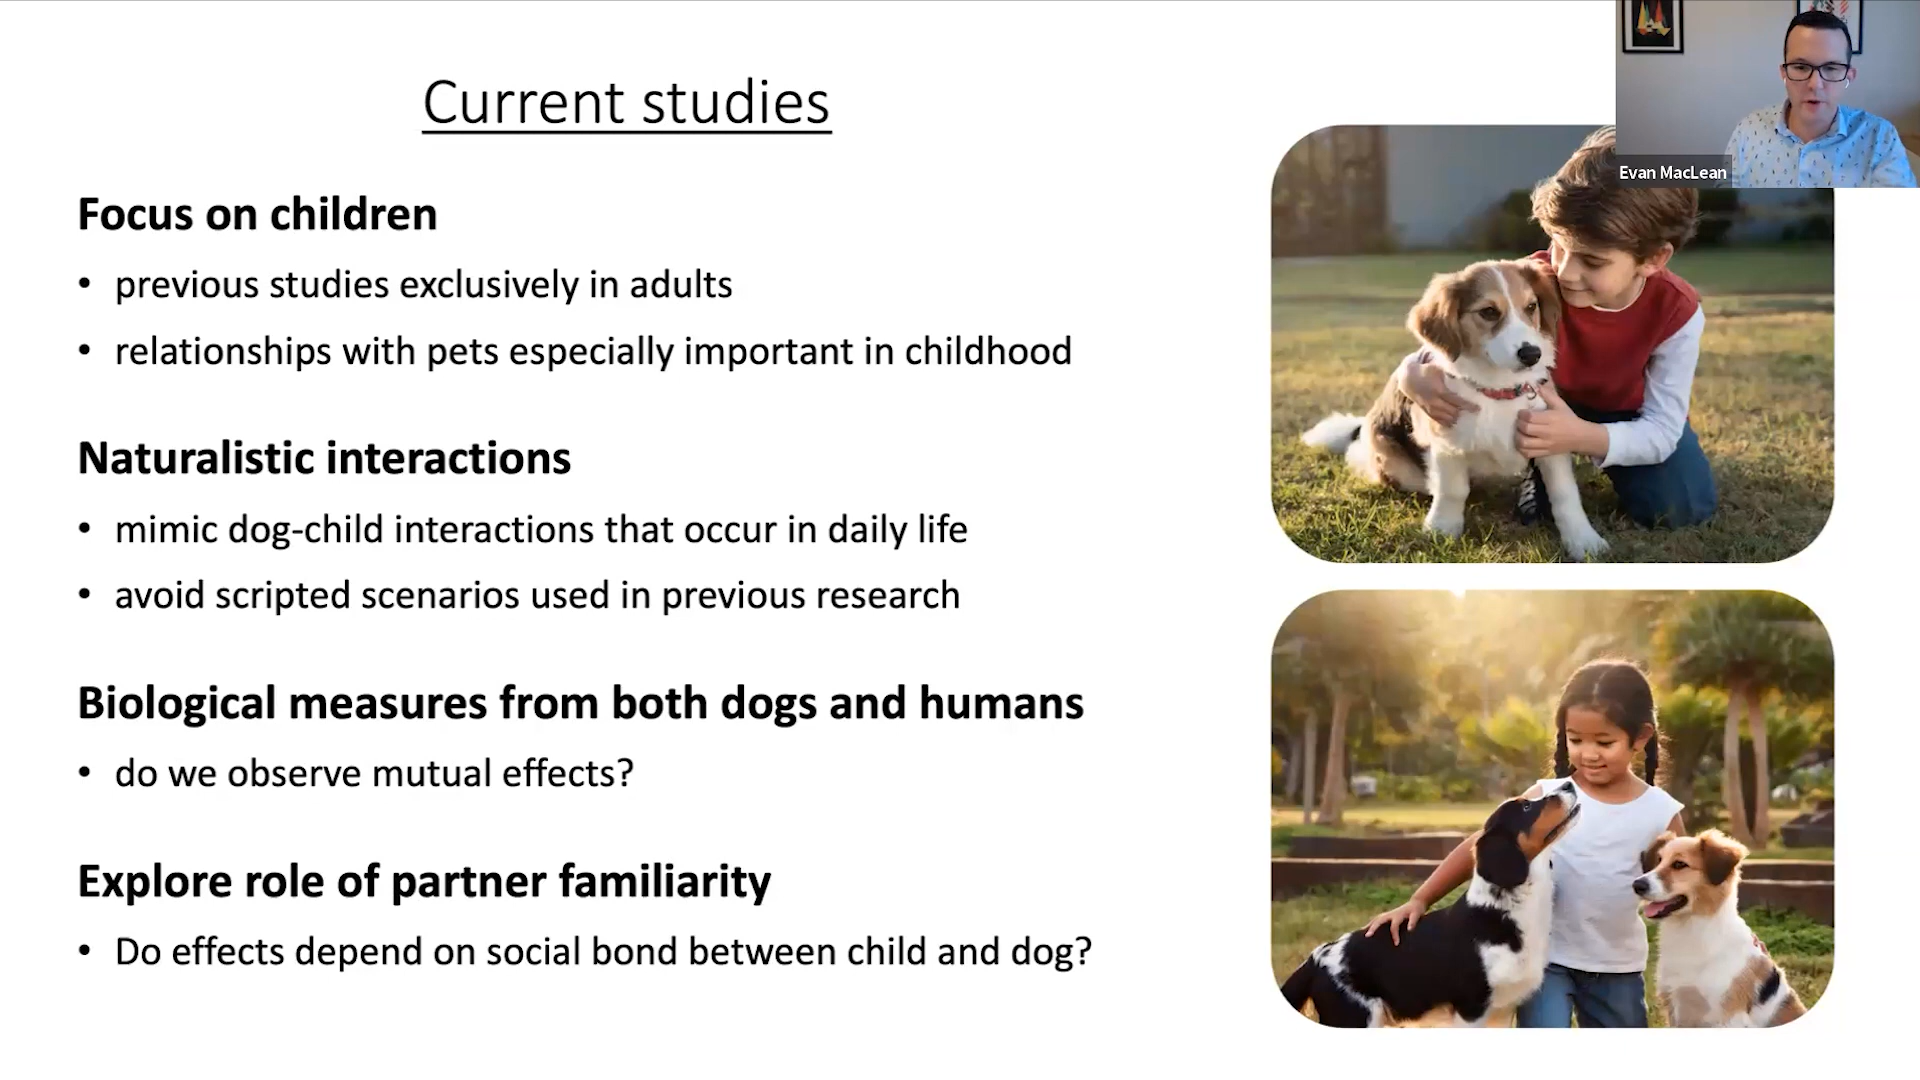 Current studies
Evan MacLean
Focus on children
• previous studies exclusively in adults
• relationships with pets especially important in childhood
Naturalistic interactions
• mimic dog-child interactions that occur in daily life
• avoid scripted scenarios used in previous research
Biological measures from both dogs and humans
• do we observe mutual effects?
Explore role of partner familiarity
• Do effects depend on social bond between child and dog?